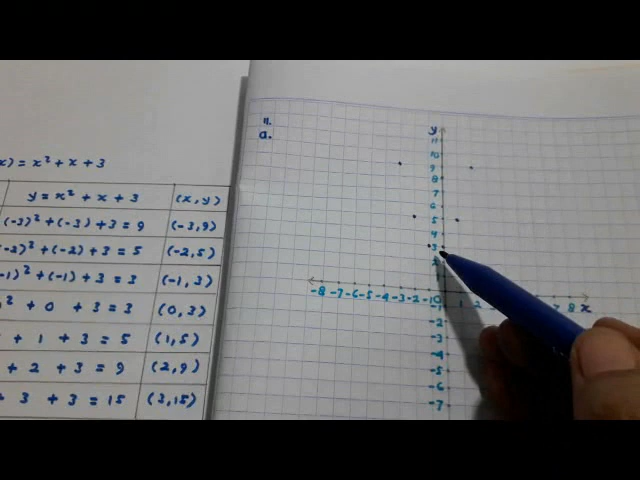 x) = x² + x + 3
y = x² + x + 3 (x, y)
(-3)² + (-3) + 3 = 9 (-3, 9)
-2)² + (-2) + 3 = 5 (-2, 5)
-1)² + (-1) + 3 = 3 (-1, 3)
² + 0 + 3 = 3 (0, 3)
+ 1 + 3 = 5 (1, 5)
+ 2 + 3 = 9 (2, 9)
+ 3 + 3 = 15 (3, 15)
11.
a.
y
11
10
9
8
7
6
5
4
3
2
-8 -7 -6 -5 -4 -3 -2 -1 0 1 2 8 x
-1
-2
-3
-4
-5
-6
-7